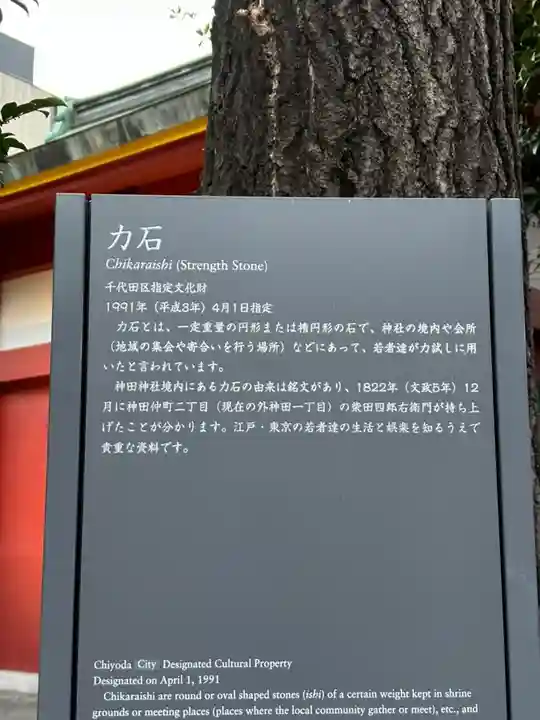 力石
Chikaraishi (Strength Stone)
千代田区指定文化財
1991年（平成3年）4月1日指定
力石とは、一定重量の円形または楕円形の石で、神社の境内や会所
（地域の集会や寄合いを行う場所）などにあって、若者達が力試しに用
いたと言われています。
神田神社境内にある力石の由来は銘文があり、1822年（文政5年）12
月に神田仲町二丁目（現在の外神田一丁目）の柴田四郎右衛門が持ち上
げたことが分かります。江戸・東京の若者達の生活と娯楽を知るうえで
貴重な資料です。
Chiyoda City Designated Cultural Property
Designated on April 1, 1991
Chikaraishi are round or oval shaped stones (ishi) of a certain weight kept in shrine
grounds or meeting places (places where the local community gather or meet), etc., and